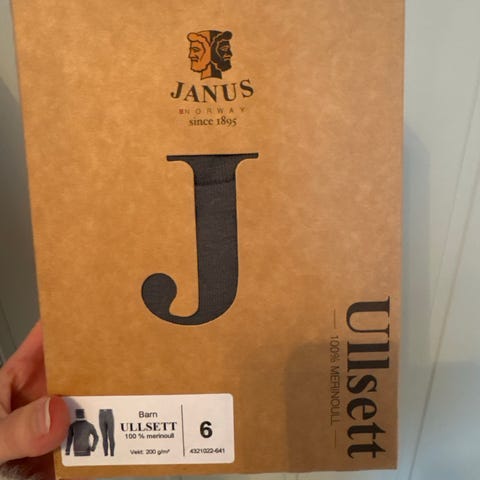 JANUS
NORWAY
since 1895
J
Ullsett
100% MERINOULL
Barn
ULLSETT
100 % merinoull
Vekt: 200 g/m²
6
4321022-641